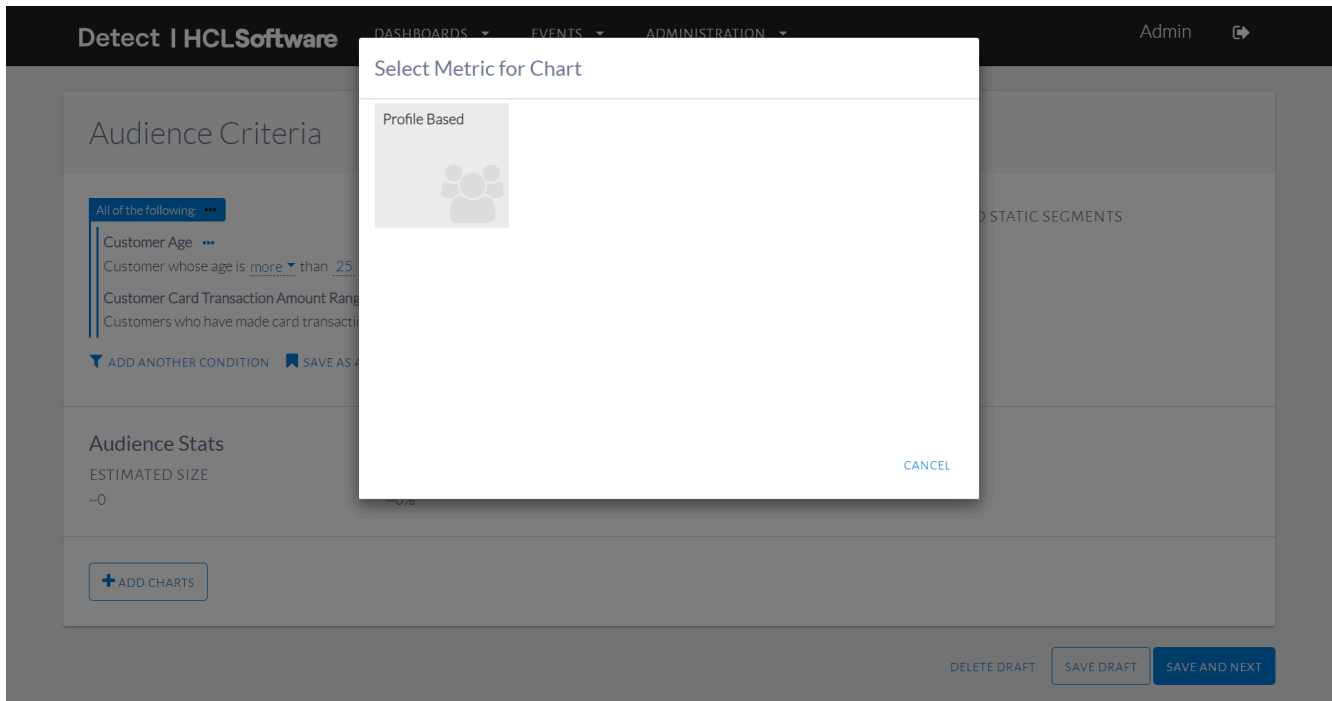 Detect | HCLSoftware
DASHBOARDS EVENTS ADMINISTRATION
Admin
Select Metric for Chart
Profile Based
CANCEL
Audience Criteria
All of the following:
STATIC SEGMENTS
Customer Age
Customer whose age is more than 25
Customer Card Transaction Amount
Customers who have made card
ADD ANOTHER CONDITION SAVE AS
Audience Stats
ESTIMATED SIZE
~0
~0%
ADD CHARTS
DELETE DRAFT SAVE DRAFT SAVE AND NEXT